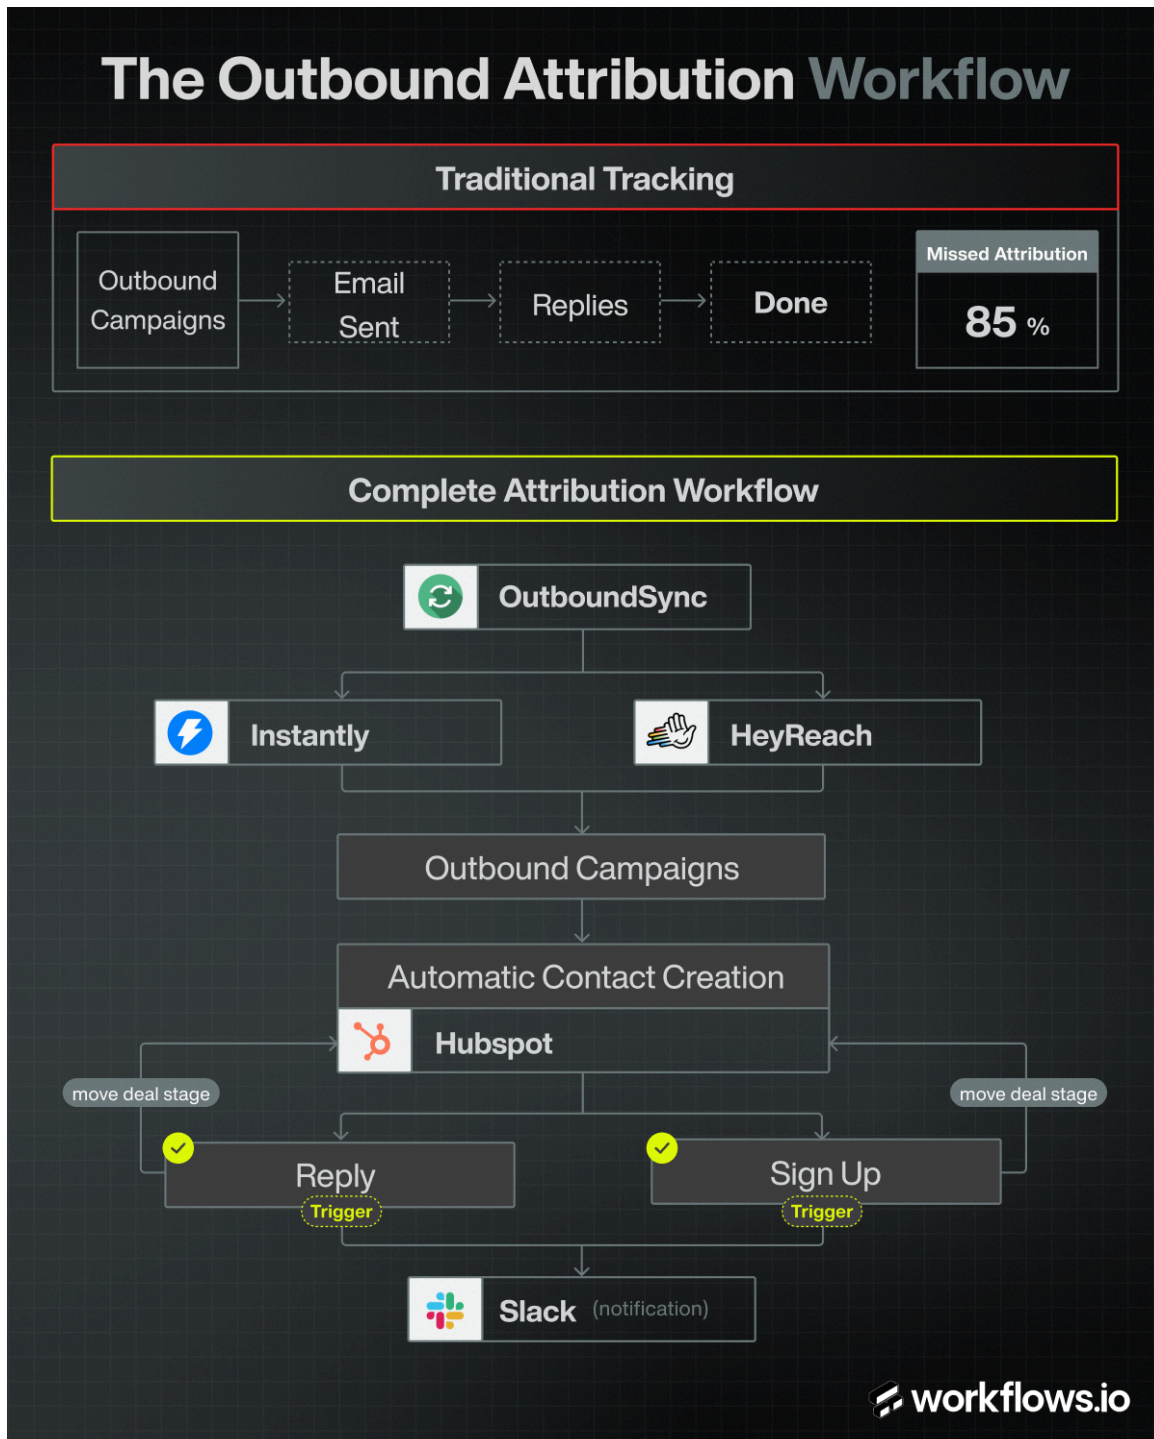 The Outbound Attribution Workflow
Traditional Tracking
Outbound
Campaigns
Email
Sent
Replies
Done
Missed Attribution
85 %
Complete Attribution Workflow
OutboundSync
Instantly
HeyReach
Outbound Campaigns
Automatic Contact Creation
Hubspot
move deal stage
move deal stage
Reply
Trigger
Sign Up
Trigger
Slack (notification)
workflows.io